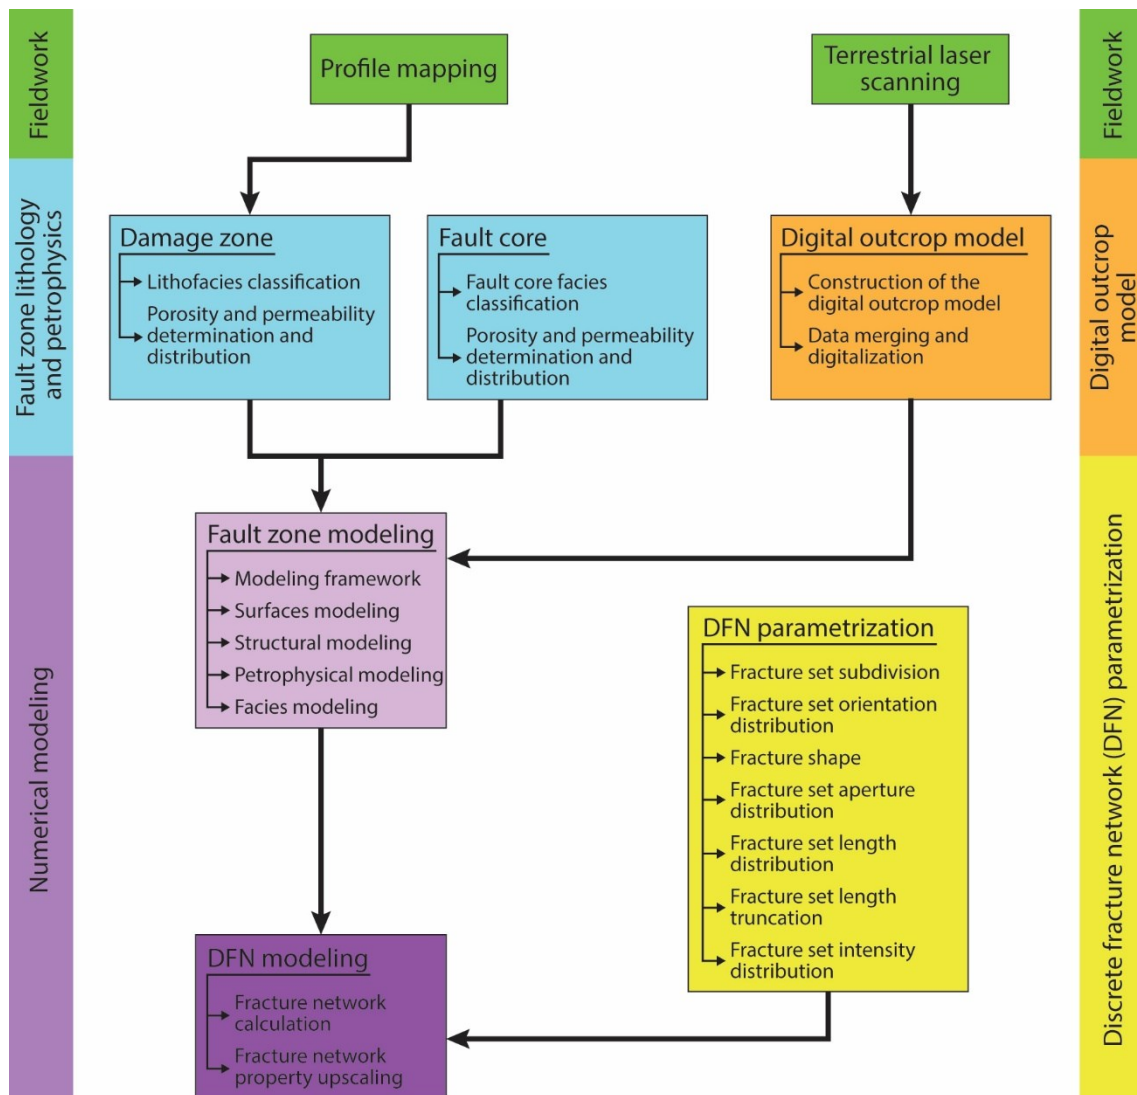 Fieldwork
Profile mapping
Terrestrial laser
scanning
Fieldwork
Fault zone lithology
and petrophysics
Damage zone
Lithofacies classification
Porosity and permeability
determination and
distribution
Fault core
Fault core facies
classification
Porosity and permeability
determination and
distribution
Digital outcrop model
Construction of the
digital outcrop model
Data merging and
digitalization
Digital outcrop
model
Numerical modeling
Fault zone modeling
Modeling framework
Surfaces modeling
Structural modeling
Petrophysical modeling
Facies modeling
DFN parametrization
Fracture set subdivision
Fracture set orientation
distribution
Fracture shape
Fracture set aperture
distribution
Fracture set length
distribution
Fracture set length
truncation
Fracture set intensity
distribution
Discrete fracture network (DFN) parametrization
DFN modeling
Fracture network
calculation
Fracture network
property upscaling